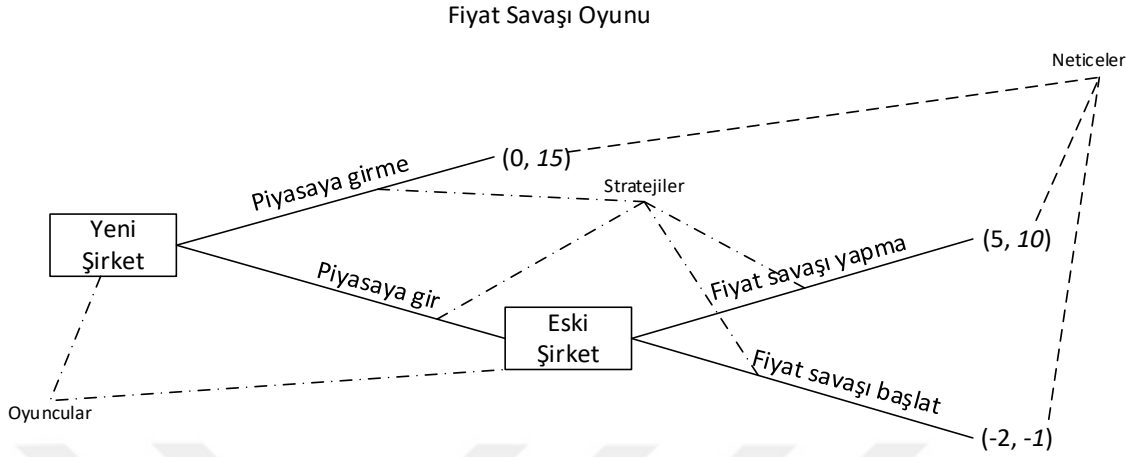 Fiyat Savaşı Oyunu
Neticeler
(0, 15)
Piyasaya girme
Stratejiler
Yeni
Şirket
(5, 10)
Fiyat savaşı yapma
Piyasaya gir
Eski
Şirket
Fiyat savaşı başlat
Oyuncular
(-2, -1)